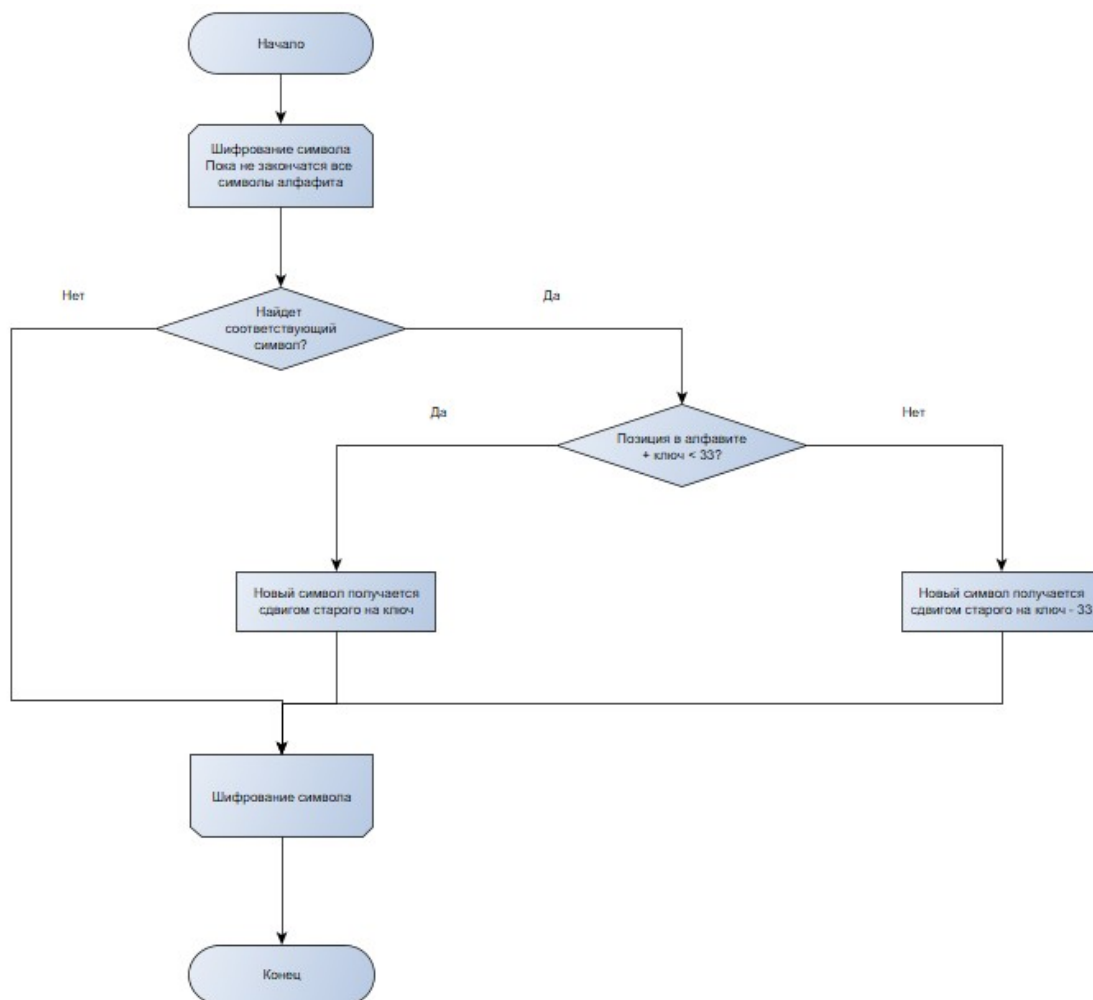 Начало
Шифрование символа
Пока не закончатся все
символы алфафита
Нет
Да
Найдет
соответствующий
символ?
Да
Нет
Позиция в алфавите
+ ключ < 33?
Новый символ получается
сдвигом старого на ключ
Новый символ получается
сдвигом старого на ключ - 33
Шифрование символа
Конец